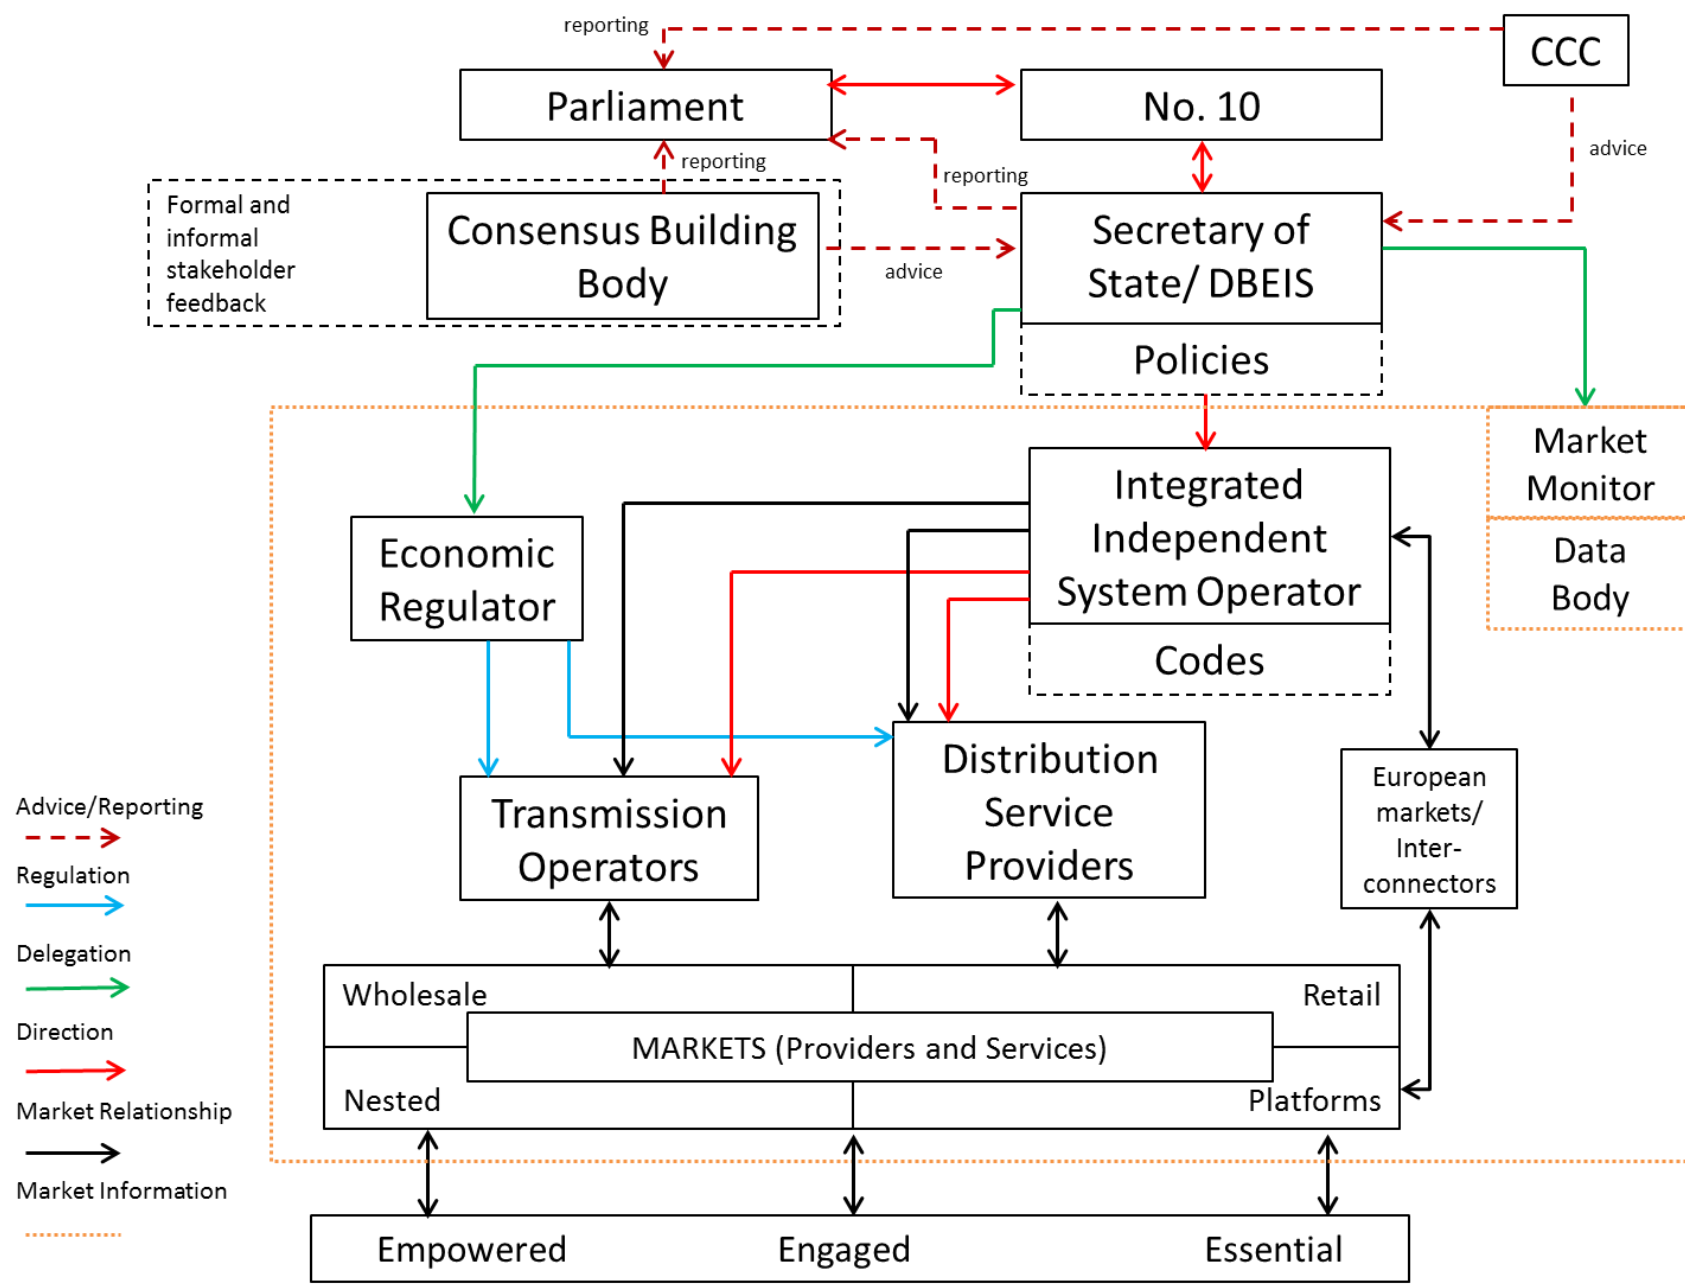 reporting
CCC
Parliament
No. 10
advice
reporting
reporting
Formal and
informal
stakeholder
feedback
Consensus Building
Body
advice
Secretary of
State/ DBEIS
Policies
Market
Monitor
Data
Body
Integrated
Independent
System Operator
Codes
Economic
Regulator
Transmission
Operators
Distribution
Service
Providers
European
markets/
Inter-
connectors
Advice/Reporting
Regulation
Delegation
Direction
Market Relationship
Market Information
Wholesale
Retail
MARKETS (Providers and Services)
Nested
Platforms
Empowered
Engaged
Essential